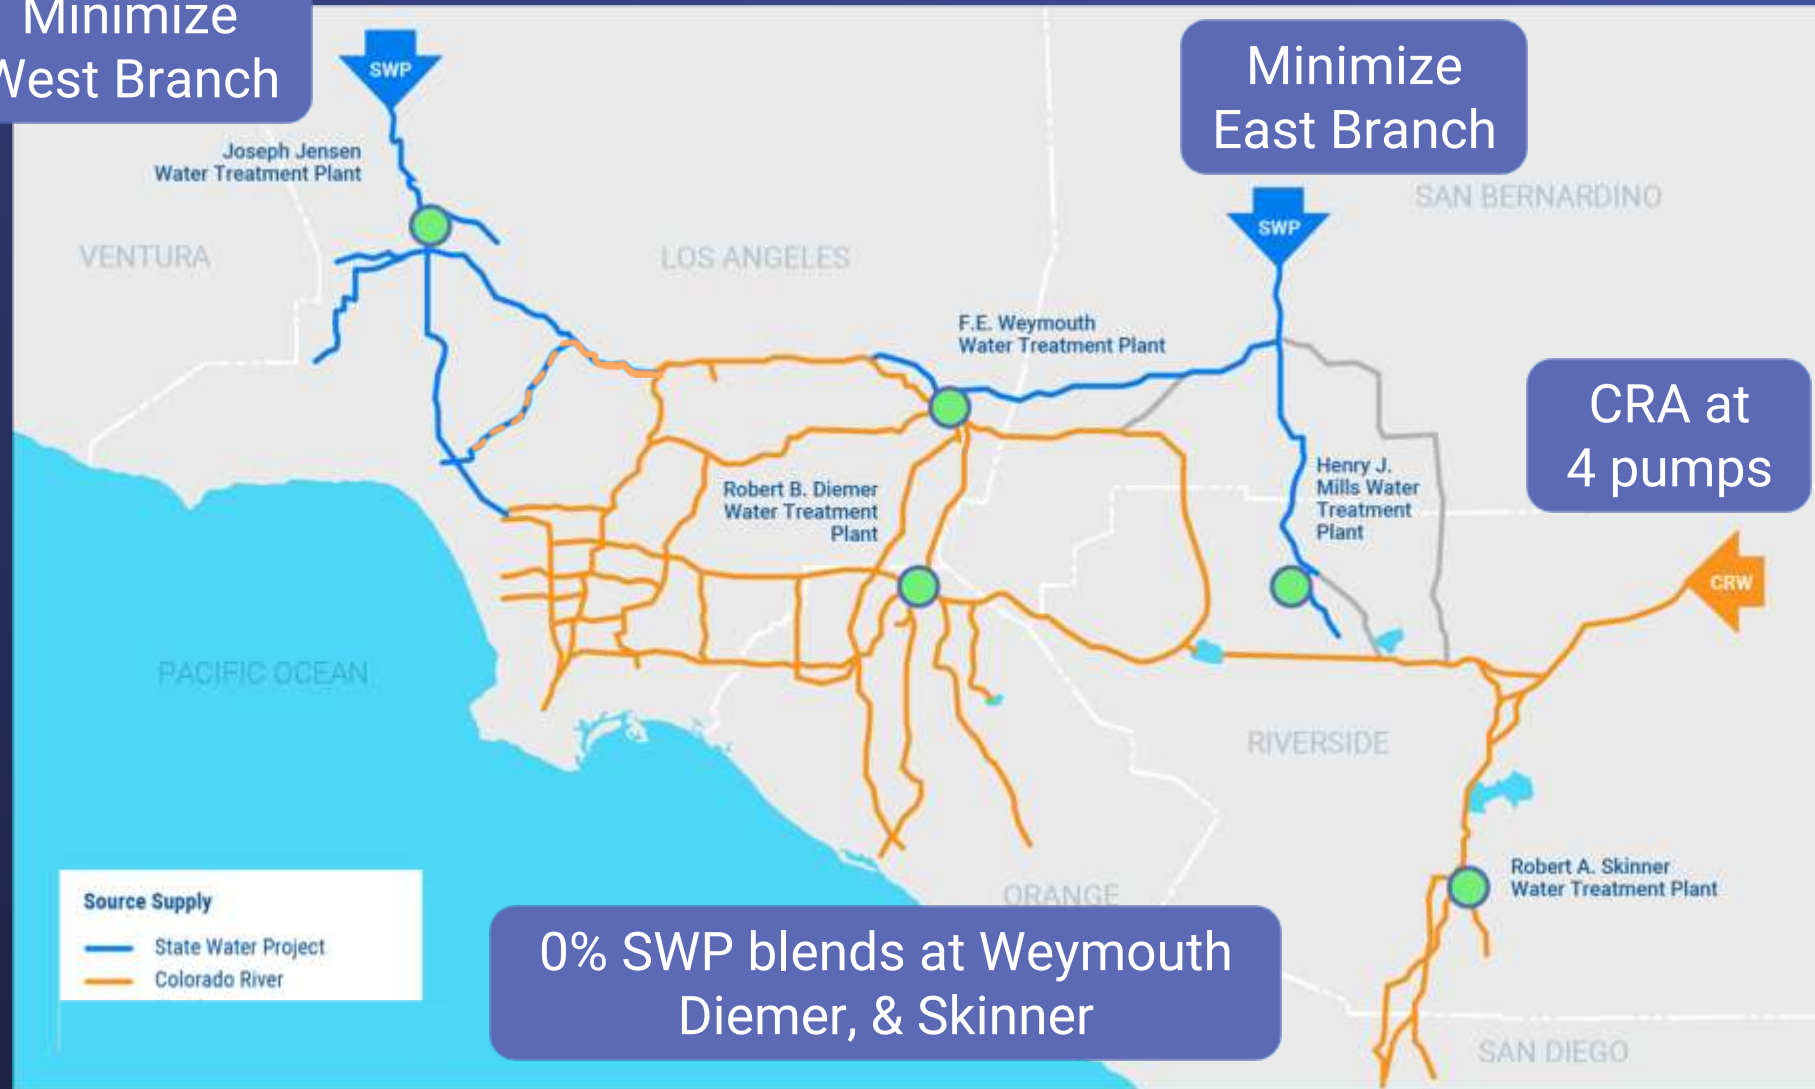 Minimize
West Branch
SWP
Minimize
East Branch
Joseph Jensen
Water Treatment Plant
SAN BERNARDINO
SWP
VENTURA
LOS ANGELES
F.E. Weymouth
Water Treatment Plant
CRA at
4 pumps
Henry J.
Mills Water
Treatment
Plant
Robert B. Diemer
Water Treatment
Plant
CRW
PACIFIC OCEAN
RIVERSIDE
Robert A. Skinner
Water Treatment Plant
ORANGE
Source Supply
State Water Project
Colorado River
0% SWP blends at Weymouth
Diemer, & Skinner
SAN DIEGO